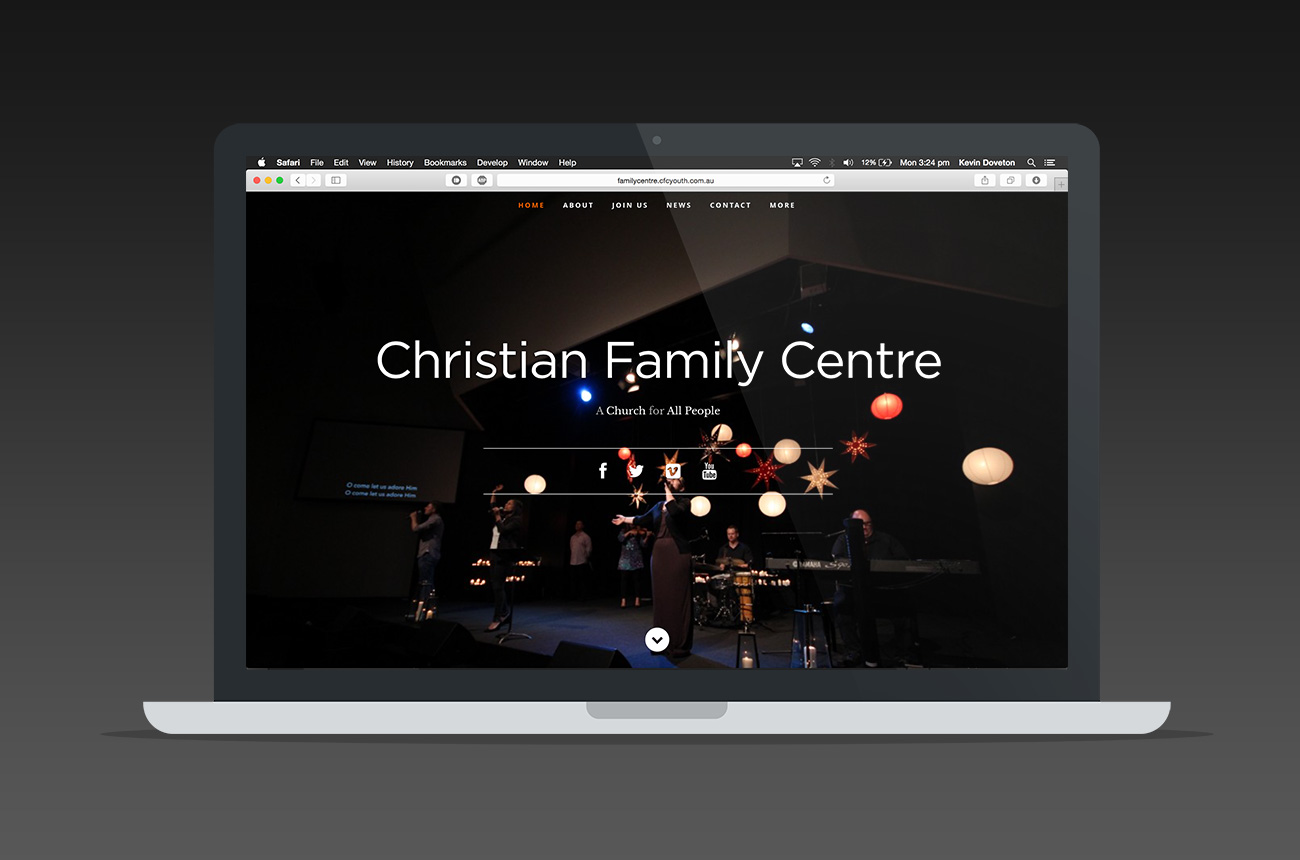 Safari File Edit View History Bookmarks Develop Window Help 12% Mon 3:24 pm Kevin Doveton
familycentre.cfcyouth.com.au
HOME ABOUT JOIN US NEWS CONTACT MORE
Christian Family Centre
A Church for All People
You
Tube
O come let us adore Him
O come let us adore Him
YAMAHA